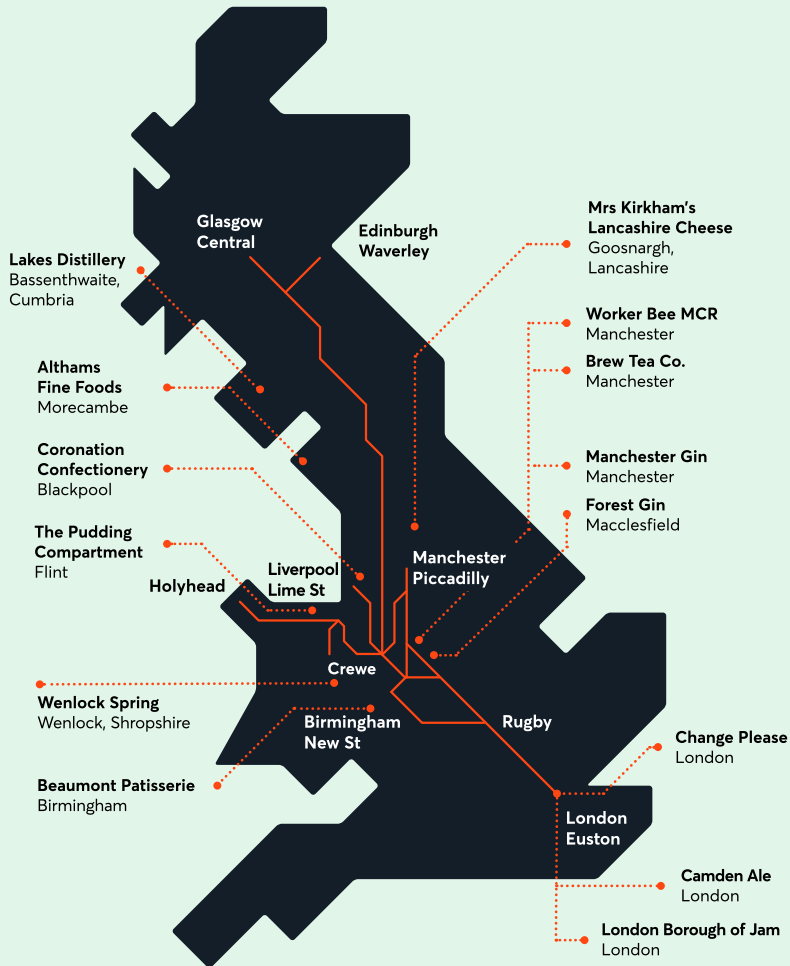 Glasgow
Central
Edinburgh
Waverley
Mrs Kirkham's
Lancashire Cheese
Goosnargh,
Lancashire
Lakes Distillery
Bassenthwaite,
Cumbria
Worker Bee MCR
Manchester
Brew Tea Co.
Manchester
Althams
Fine Foods
Morecambe
Coronation
Confectionery
Blackpool
Manchester Gin
Manchester
Forest Gin
Macclesfield
The Pudding
Compartment
Flint
Manchester
Piccadilly
Liverpool
Lime St
Holyhead
Crewe
Wenlock Spring
Wenlock, Shropshire
Birmingham
New St
Rugby
Change Please
London
Beaumont Patisserie
Birmingham
London
Euston
Camden Ale
London
London Borough of Jam
London